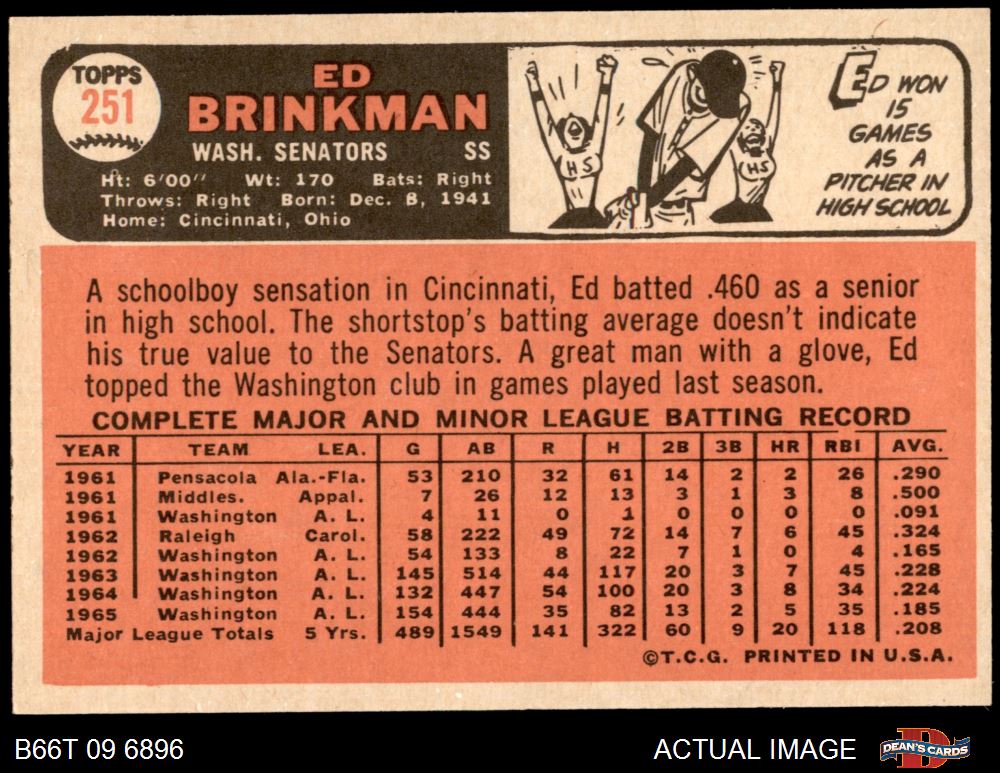 TOPPS
251
ED
BRINKMAN
WASH. SENATORS SS
Ht: 6'00" Wt: 170 Bats: Right
Throws: Right Born: Dec. 8, 1941
Home: Cincinnati, Ohio
HS
HS
ED WON
15
GAMES
AS A
PITCHER IN
HIGH SCHOOL
A schoolboy sensation in Cincinnati, Ed batted .460 as a senior
in high school. The shortstop's batting average doesn't indicate
his true value to the Senators. A great man with a glove, Ed
topped the Washington club in games played last season.
COMPLETE MAJOR AND MINOR LEAGUE BATTING RECORD
YEAR TEAM LEA. G AB R H 2B 3B HR RBI AVG.
1961 Pensacola Ala.-Fla. 53 210 32 61 14 2 2 26 .290
1961 Middles. Appal. 7 26 12 13 3 1 3 8 .500
1961 Washington A. L. 4 11 0 1 0 0 0 0 .091
1962 Raleigh Carol. 58 222 49 72 14 7 6 45 .324
1962 Washington A. L. 54 133 8 22 7 1 0 4 .165
1963 Washington A. L. 145 514 44 117 20 3 7 45 .228
1964 Washington A. L. 132 447 54 100 20 3 8 34 .224
1965 Washington A. L. 154 444 35 82 13 2 5 35 .185
Major League Totals 5 Yrs. 489 1549 141 322 60 9 20 118 .208
©T.C.G. PRINTED IN U.S.A.
B66T 09 6896 ACTUAL IMAGE
B
DEAN'S CARDS